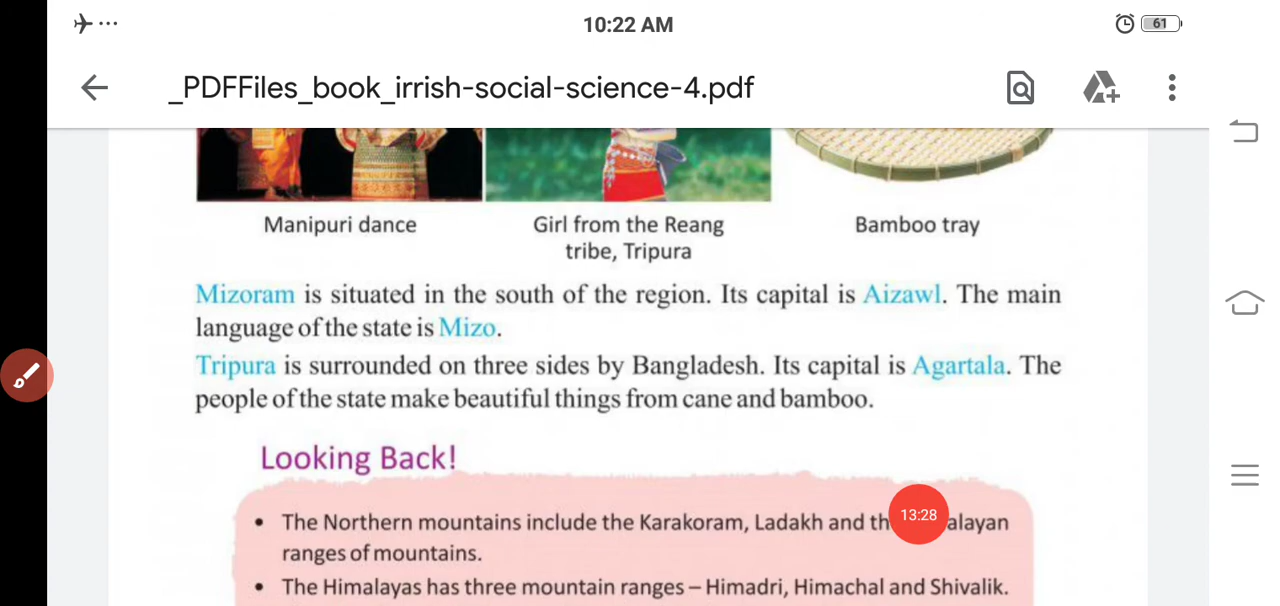 10:22 AM
61
_PDFFiles_book_irrish-social-science-4.pdf
Manipuri dance
Girl from the Reang
tribe, Tripura
Bamboo tray
Mizoram is situated in the south of the region. Its capital is Aizawl. The main
language of the state is Mizo.
Tripura is surrounded on three sides by Bangladesh. Its capital is Agartala. The
people of the state make beautiful things from cane and bamboo.
Looking Back!
• The Northern mountains include the Karakoram, Ladakh and th 13:28 alayan
ranges of mountains.
• The Himalayas has three mountain ranges – Himadri, Himachal and Shivalik.